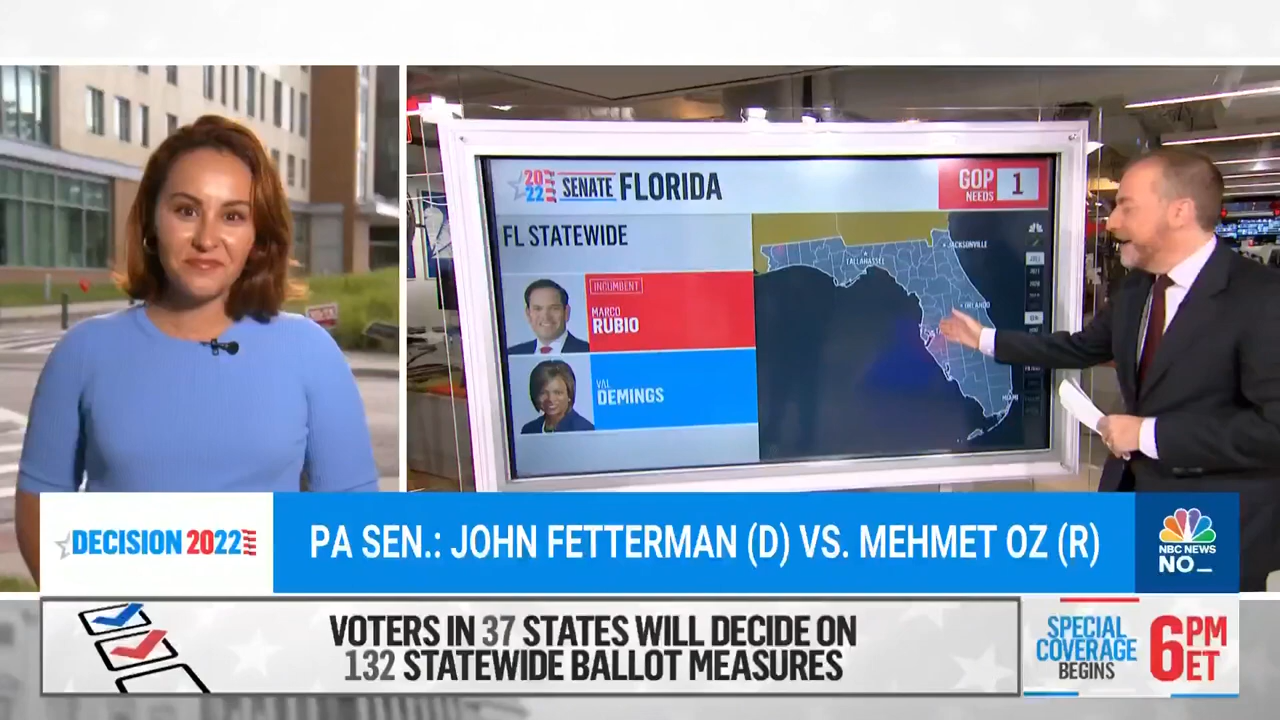 2022 SENATE FLORIDA
GOP NEEDS 1
FL STATEWIDE
INCUMBENT
MARCO
RUBIO
VAL
DEMINGS
JACKSONVILLE
TALLAHASSEE
ORLANDO
MIAMI
DECISION 2022
PA SEN.: JOHN FETTERMAN (D) VS. MEHMET OZ (R)
NBC NEWS
NO_
VOTERS IN 37 STATES WILL DECIDE ON
132 STATEWIDE BALLOT MEASURES
SPECIAL
COVERAGE
BEGINS
6PM
ET